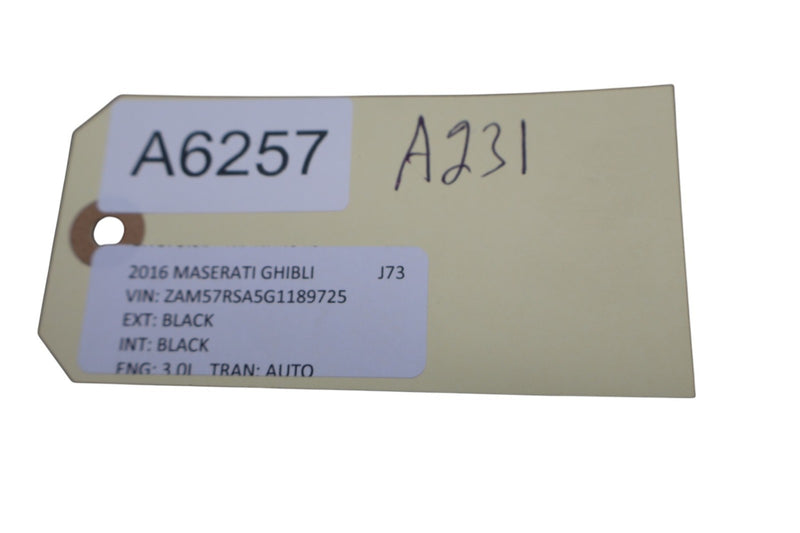 A6257
A231
2016 MASERATI GHIBLI J73
VIN: ZAM57RSA5G1189725
EXT: BLACK
INT: BLACK
ENG: 3.0L TRAN: AUTO